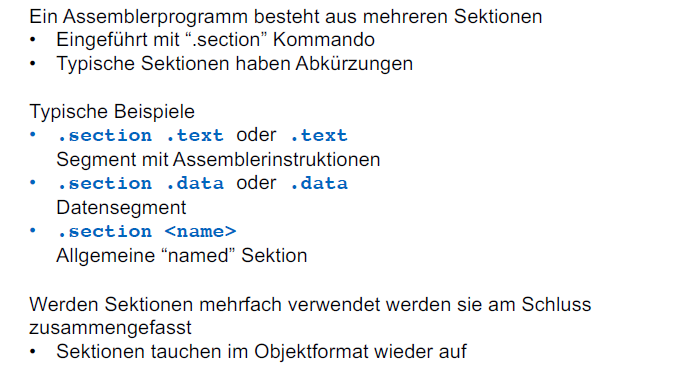 Ein Assemblerprogramm besteht aus mehreren Sektionen
• Eingeführt mit “.section” Kommando
• Typische Sektionen haben Abkürzungen
Typische Beispiele
• .section .text oder .text
Segment mit Assemblerinstruktionen
• .section .data oder .data
Datensegment
• .section <name>
Allgemeine “named” Sektion
Werden Sektionen mehrfach verwendet werden sie am Schluss
zusammengefasst
• Sektionen tauchen im Objektformat wieder auf